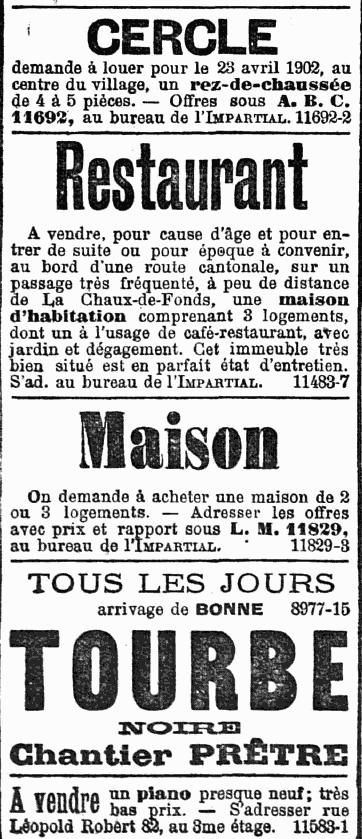 CERCLE
demande à louer pour le 23 avril 1902, au
centre du village, un rez-de-chaussée
de 4 à 5 pièces. — Offres sous A. B. C.
11692, au bureau de l'IMPARTIAL. 11692-2
Restaurant
A vendre, pour cause d'âge et pour en-
trer de suite ou pour époque à convenir,
au bord d'une route cantonale, sur un
passage très fréquenté, à peu de distance
de La Chaux-de-Fonds, une maison
d'habitation comprenant 3 logements,
dont un à l'usage de café-restaurant, avec
jardin et dégagement. Cet immeuble très
bien situé est en parfait état d'entretien.
S'ad. au bureau de l'IMPARTIAL. 11483-7
Maison
On demande à acheter une maison de 2
ou 3 logements. — Adresser les offres
avec prix et rapport sous L. M. 11829,
au bureau de l'IMPARTIAL. 11829-3
TOUS LES JOURS
arrivage de BONNE 8977-15
TOURBE
NOIRE
Chantier PRÊTRE
A vendre un piano presque neuf; très
bas prix. — S'adresser rue
Léopold Robert 82, au 3me étage. 11583-1